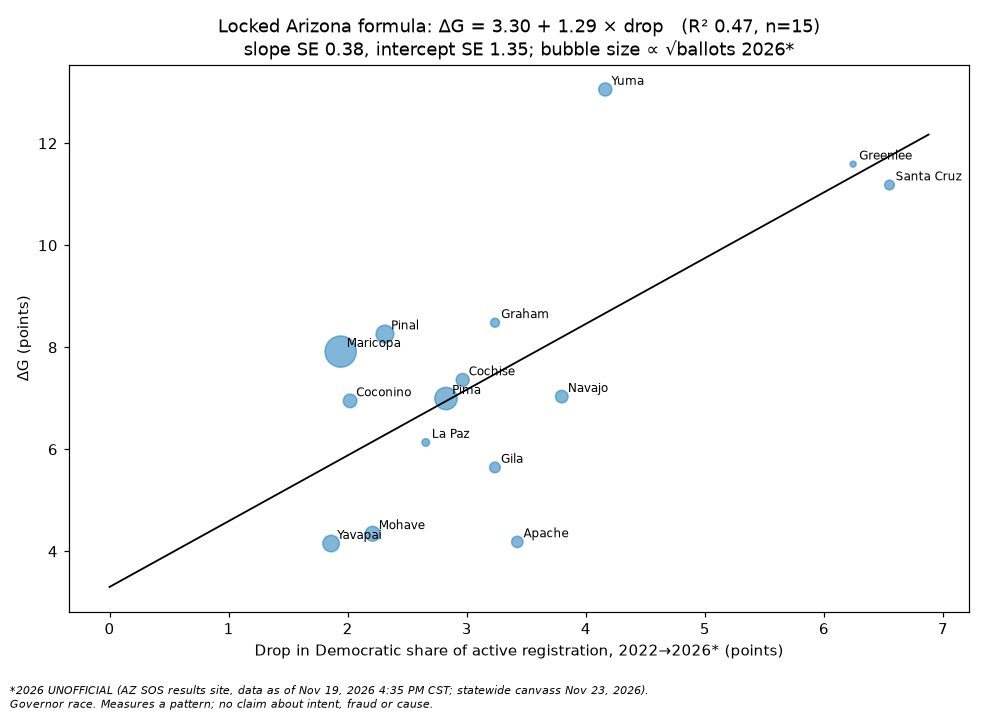 Locked Arizona formula: ΔG = 3.30 + 1.29 × drop (R² 0.47, n=15)
slope SE 0.38, intercept SE 1.35; bubble size ∝ √ballots 2026*
Yuma
Greenlee
Santa Cruz
Graham
Pinal
Maricopa
Cochise
Pima
Navajo
Coconino
La Paz
Gila
Mohave
Yavapai
Apache
12
10
8
6
4
ΔG (points)
0 1 2 3 4 5 6 7
Drop in Democratic share of active registration, 2022→2026* (points)
*2026 UNOFFICIAL (AZ SOS results site, data as of Nov 19, 2026 4:35 PM CST; statewide canvass Nov 23, 2026).
Governor race. Measures a pattern; no claim about intent, fraud or cause.